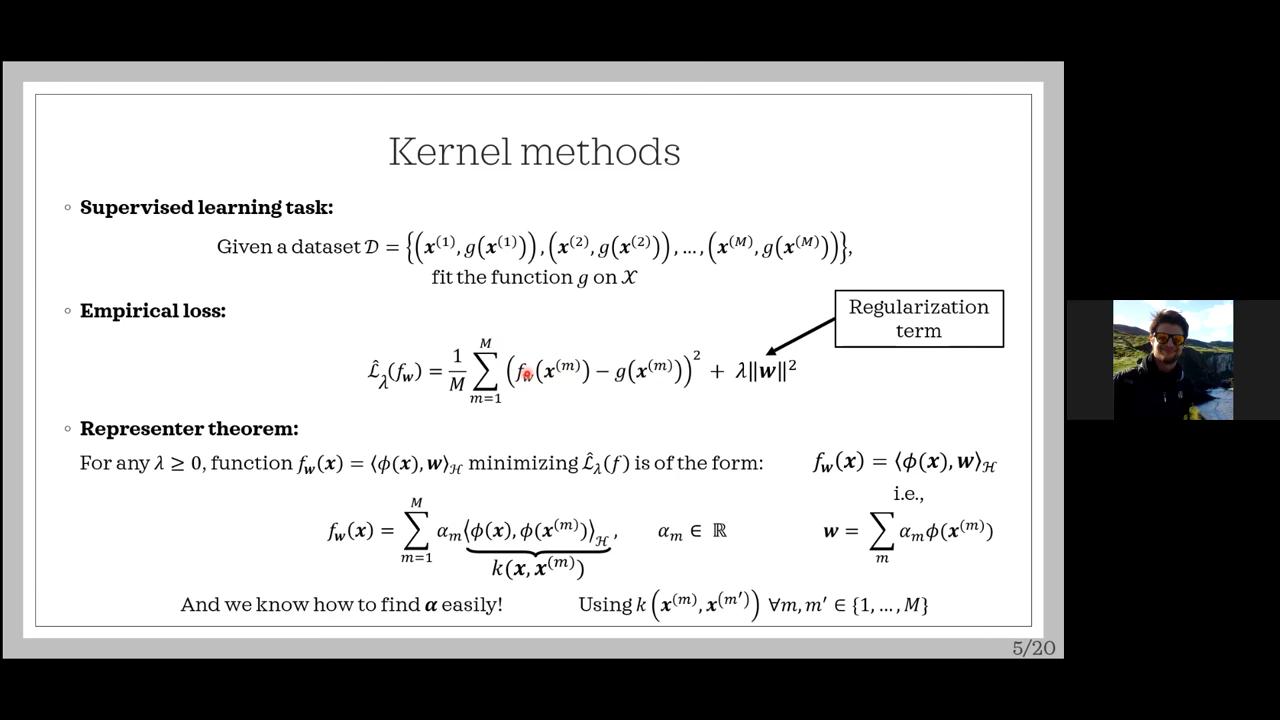 Kernel methods
◦ Supervised learning task:
Given a dataset 𝒟 = {(x^(1), g(x^(1))), (x^(2), g(x^(2))), …, (x^(M), g(x^(M)))},
fit the function g on 𝒳
◦ Empirical loss:
Regularization
term
ℒ̂_λ(f_w) = 1/M ∑_{m=1}^{M} (f_w(x^(m)) − g(x^(m)))^2 + λ||w||^2
◦ Representer theorem:
For any λ ≥ 0, function f_w(x) = ⟨ϕ(x), w⟩_ℋ minimizing ℒ̂_λ(f) is of the form:
f_w(x) = ⟨ϕ(x), w⟩_ℋ
i.e.,
f_w(x) = ∑_{m=1}^{M} α_m⟨ϕ(x), ϕ(x^(m))⟩_ℋ, α_m ∈ ℝ
w = ∑_m α_m ϕ(x^(m))
k(x, x^(m))
And we know how to find α easily!
Using k(x^(m), x^(m′)) ∀m, m′ ∈ {1, …, M}
5/20